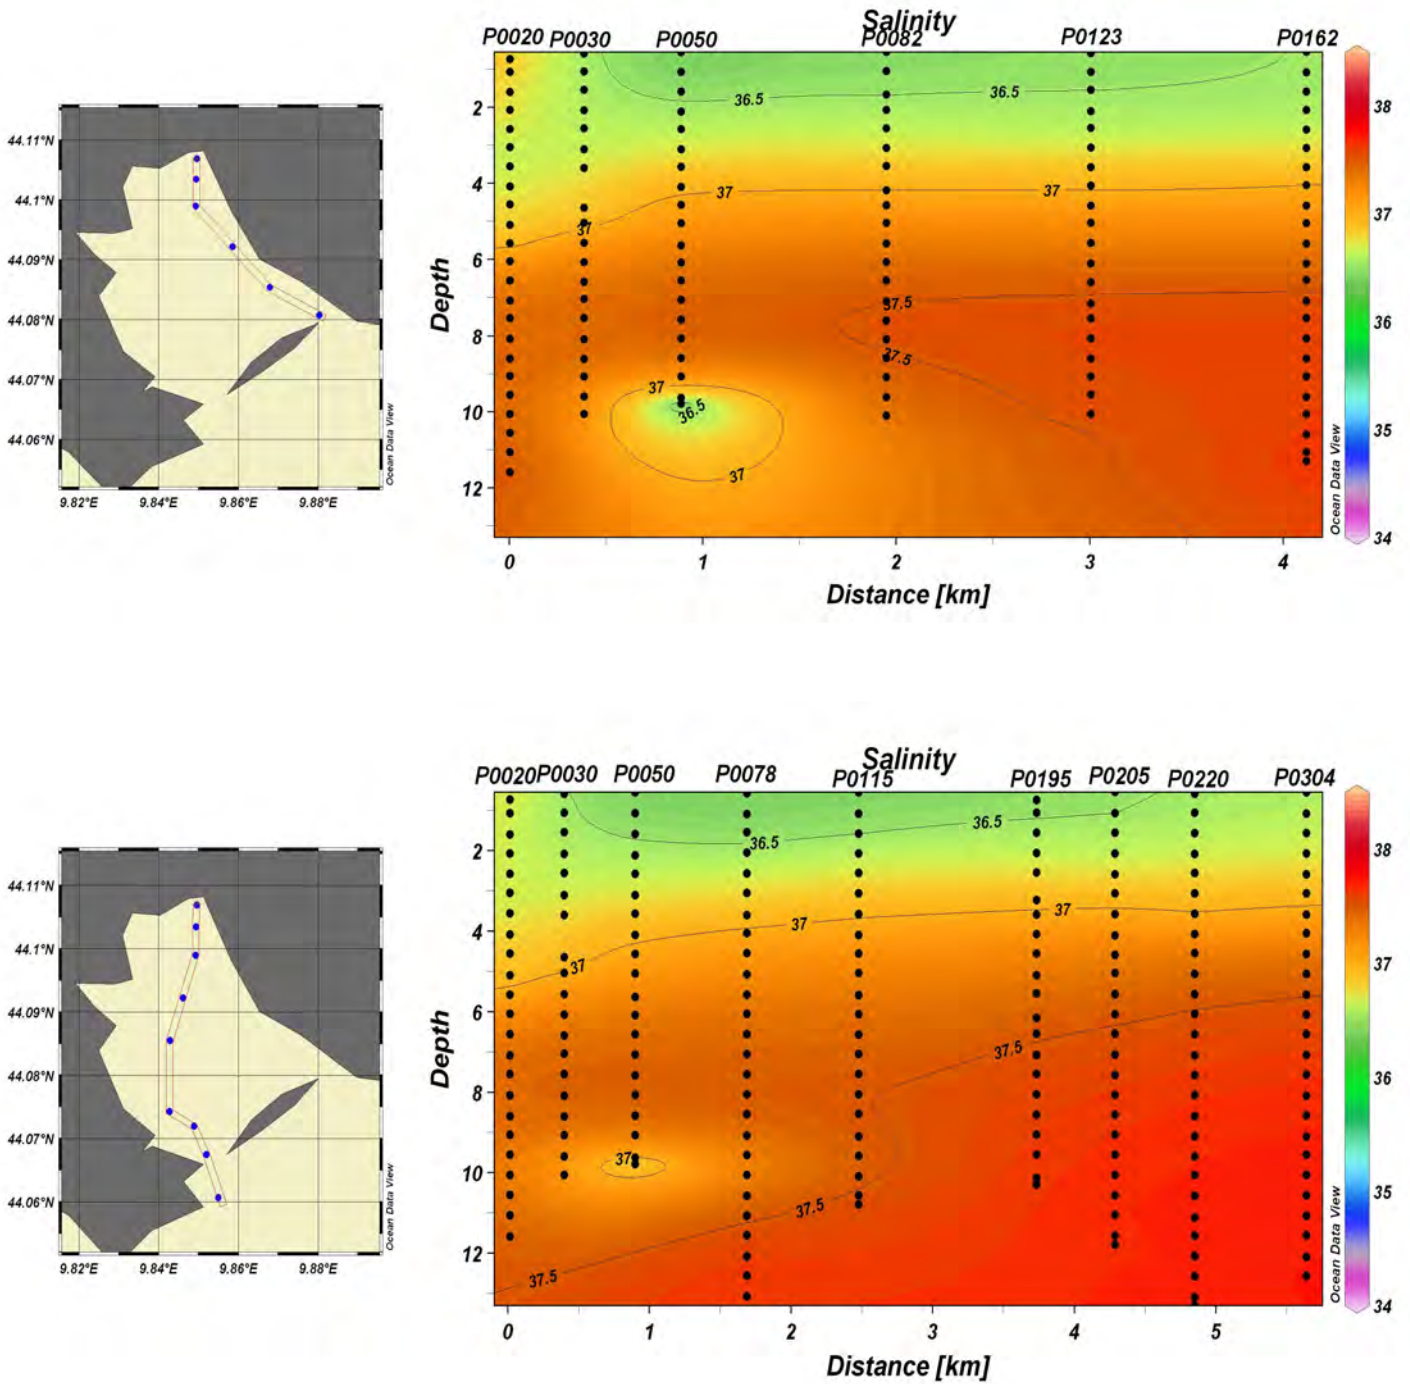 Salinity
P0020 P0030 P0050 P0082 P0123 P0162
44.11°N
44.1°N
44.09°N
44.08°N
44.07°N
44.06°N
9.82°E 9.84°E 9.86°E 9.88°E
Ocean Data View
Depth
2
4
6
8
10
12
36.5
36.5
37
37
37
37.5
37.5
37
36.5
37
0 1 2 3 4
Distance [km]
Ocean Data View
38
37
36
35
34
Salinity
P0020 P0030 P0050 P0078 P0115 P0195 P0205 P0220 P0304
44.11°N
44.1°N
44.09°N
44.08°N
44.07°N
44.06°N
9.82°E 9.84°E 9.86°E 9.88°E
Ocean Data View
Depth
2
4
6
8
10
12
36.5
36.5
37
37
37
37.5
37
37.5
37.5
0 1 2 3 4 5
Distance [km]
Ocean Data View
38
37
36
35
34